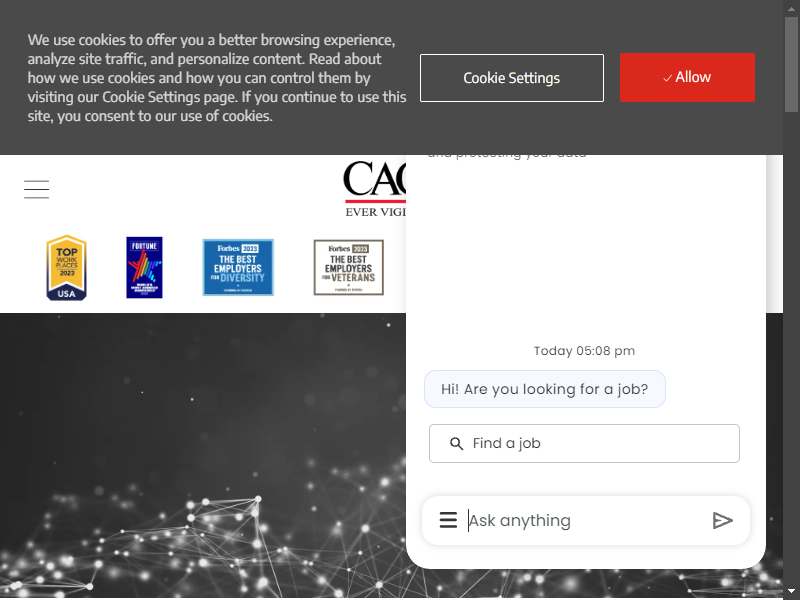 We use cookies to offer you a better browsing experience,
analyze site traffic, and personalize content. Read about
how we use cookies and how you can control them by
visiting our Cookie Settings page. If you continue to use this
site, you consent to our use of cookies.
Cookie Settings
Allow
and protecting your data
CAC
EVER VIGI
TOP
WORK
PLACES
2023
USA
FORTUNE
Forbes 2023
THE BEST
EMPLOYERS
FOR DIVERSITY
Forbes 2023
THE BEST
EMPLOYERS
FOR VETERANS
Today 05:08 pm
Hi! Are you looking for a job?
Find a job
Ask anything